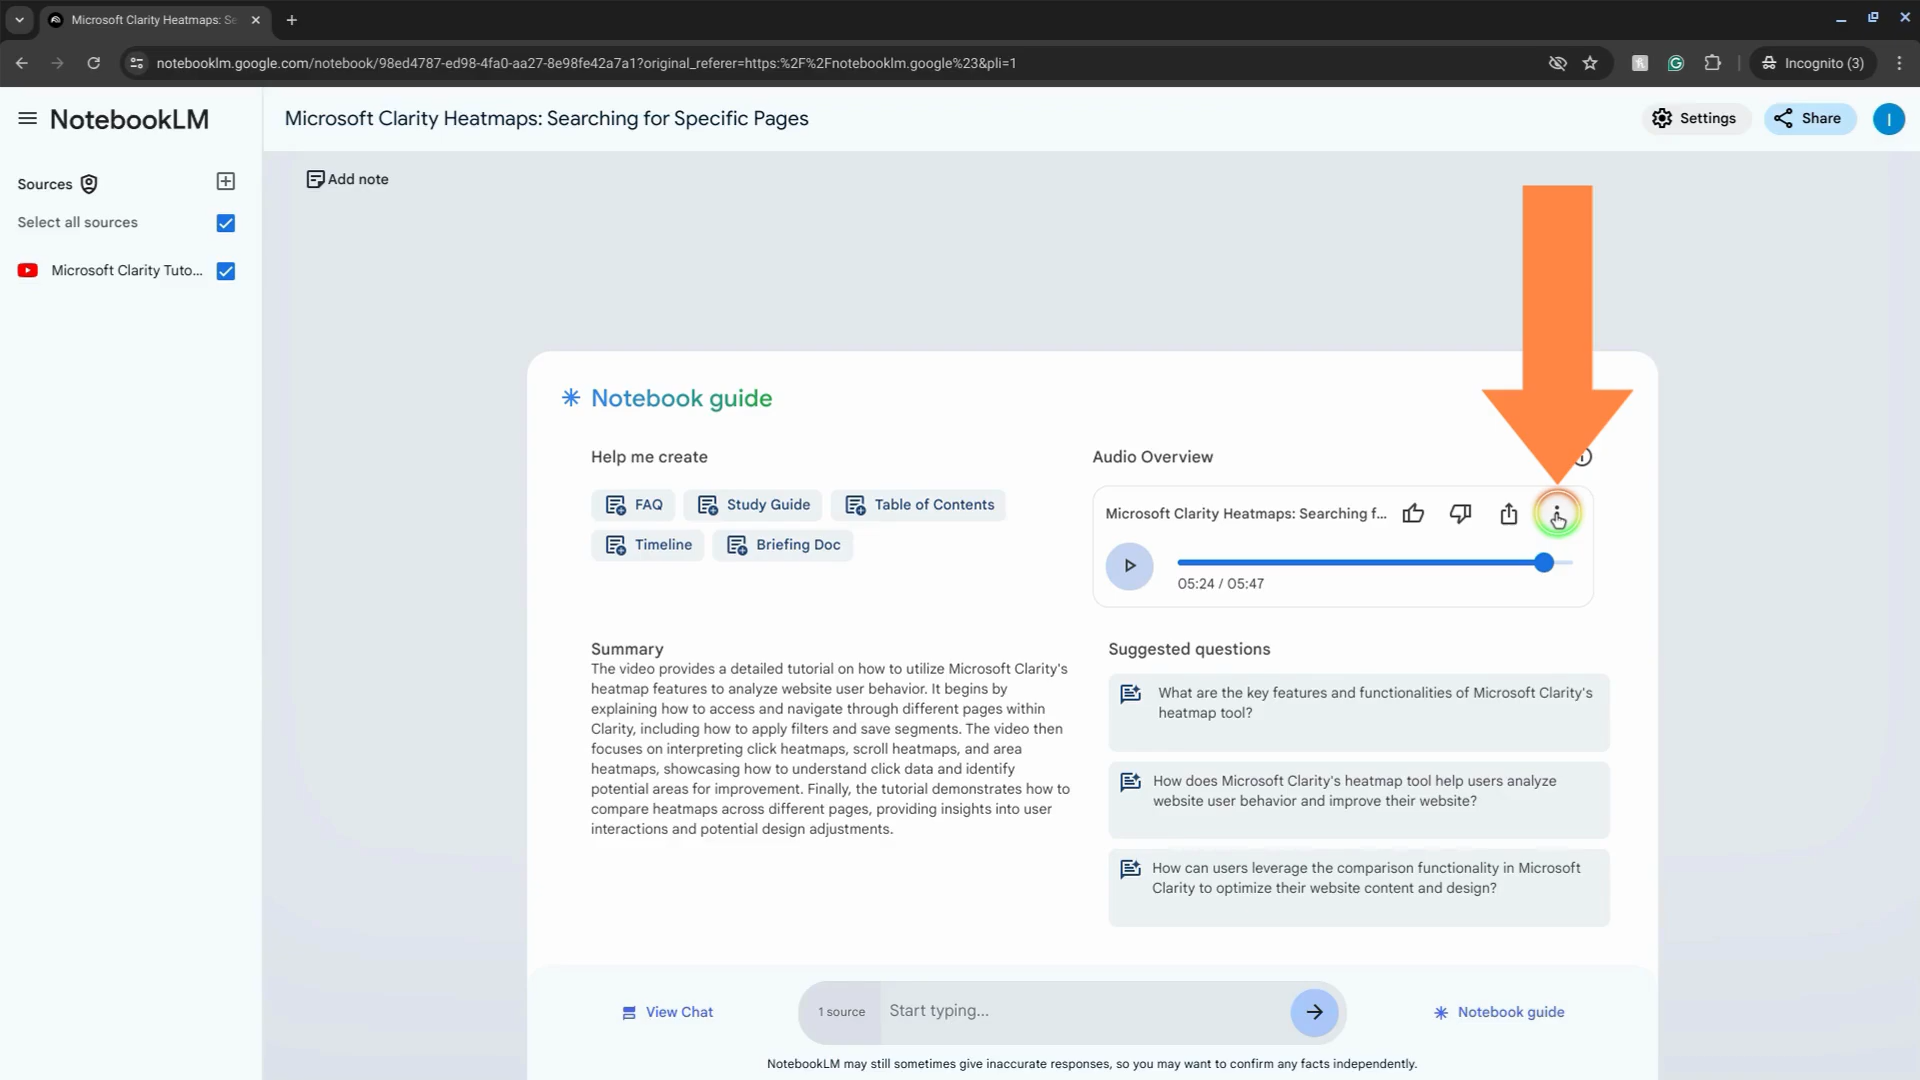 Microsoft Clarity Heatmaps: Se
notebooklm.google.com/notebook/98ed4787-ed98-4fa0-aa27-8e98fe42a7a1?original_referer=https:%2F%2Fnotebooklm.google%23&pli=1
Incognito (3)
NotebookLM
Microsoft Clarity Heatmaps: Searching for Specific Pages
Settings
Share
I
Sources
Add note
Select all sources
Microsoft Clarity Tuto...
Notebook guide
Help me create
Audio Overview
FAQ
Study Guide
Table of Contents
Timeline
Briefing Doc
Microsoft Clarity Heatmaps: Searching f...
05:24 / 05:47
Summary
The video provides a detailed tutorial on how to utilize Microsoft Clarity's
heatmap features to analyze website user behavior. It begins by
explaining how to access and navigate through different pages within
Clarity, including how to apply filters and save segments. The video then
focuses on interpreting click heatmaps, scroll heatmaps, and area
heatmaps, showcasing how to understand click data and identify
potential areas for improvement. Finally, the tutorial demonstrates how to
compare heatmaps across different pages, providing insights into user
interactions and potential design adjustments.
Suggested questions
What are the key features and functionalities of Microsoft Clarity's
heatmap tool?
How does Microsoft Clarity's heatmap tool help users analyze
website user behavior and improve their website?
How can users leverage the comparison functionality in Microsoft
Clarity to optimize their website content and design?
View Chat
1 source
Start typing...
Notebook guide
NotebookLM may still sometimes give inaccurate responses, so you may want to confirm any facts independently.